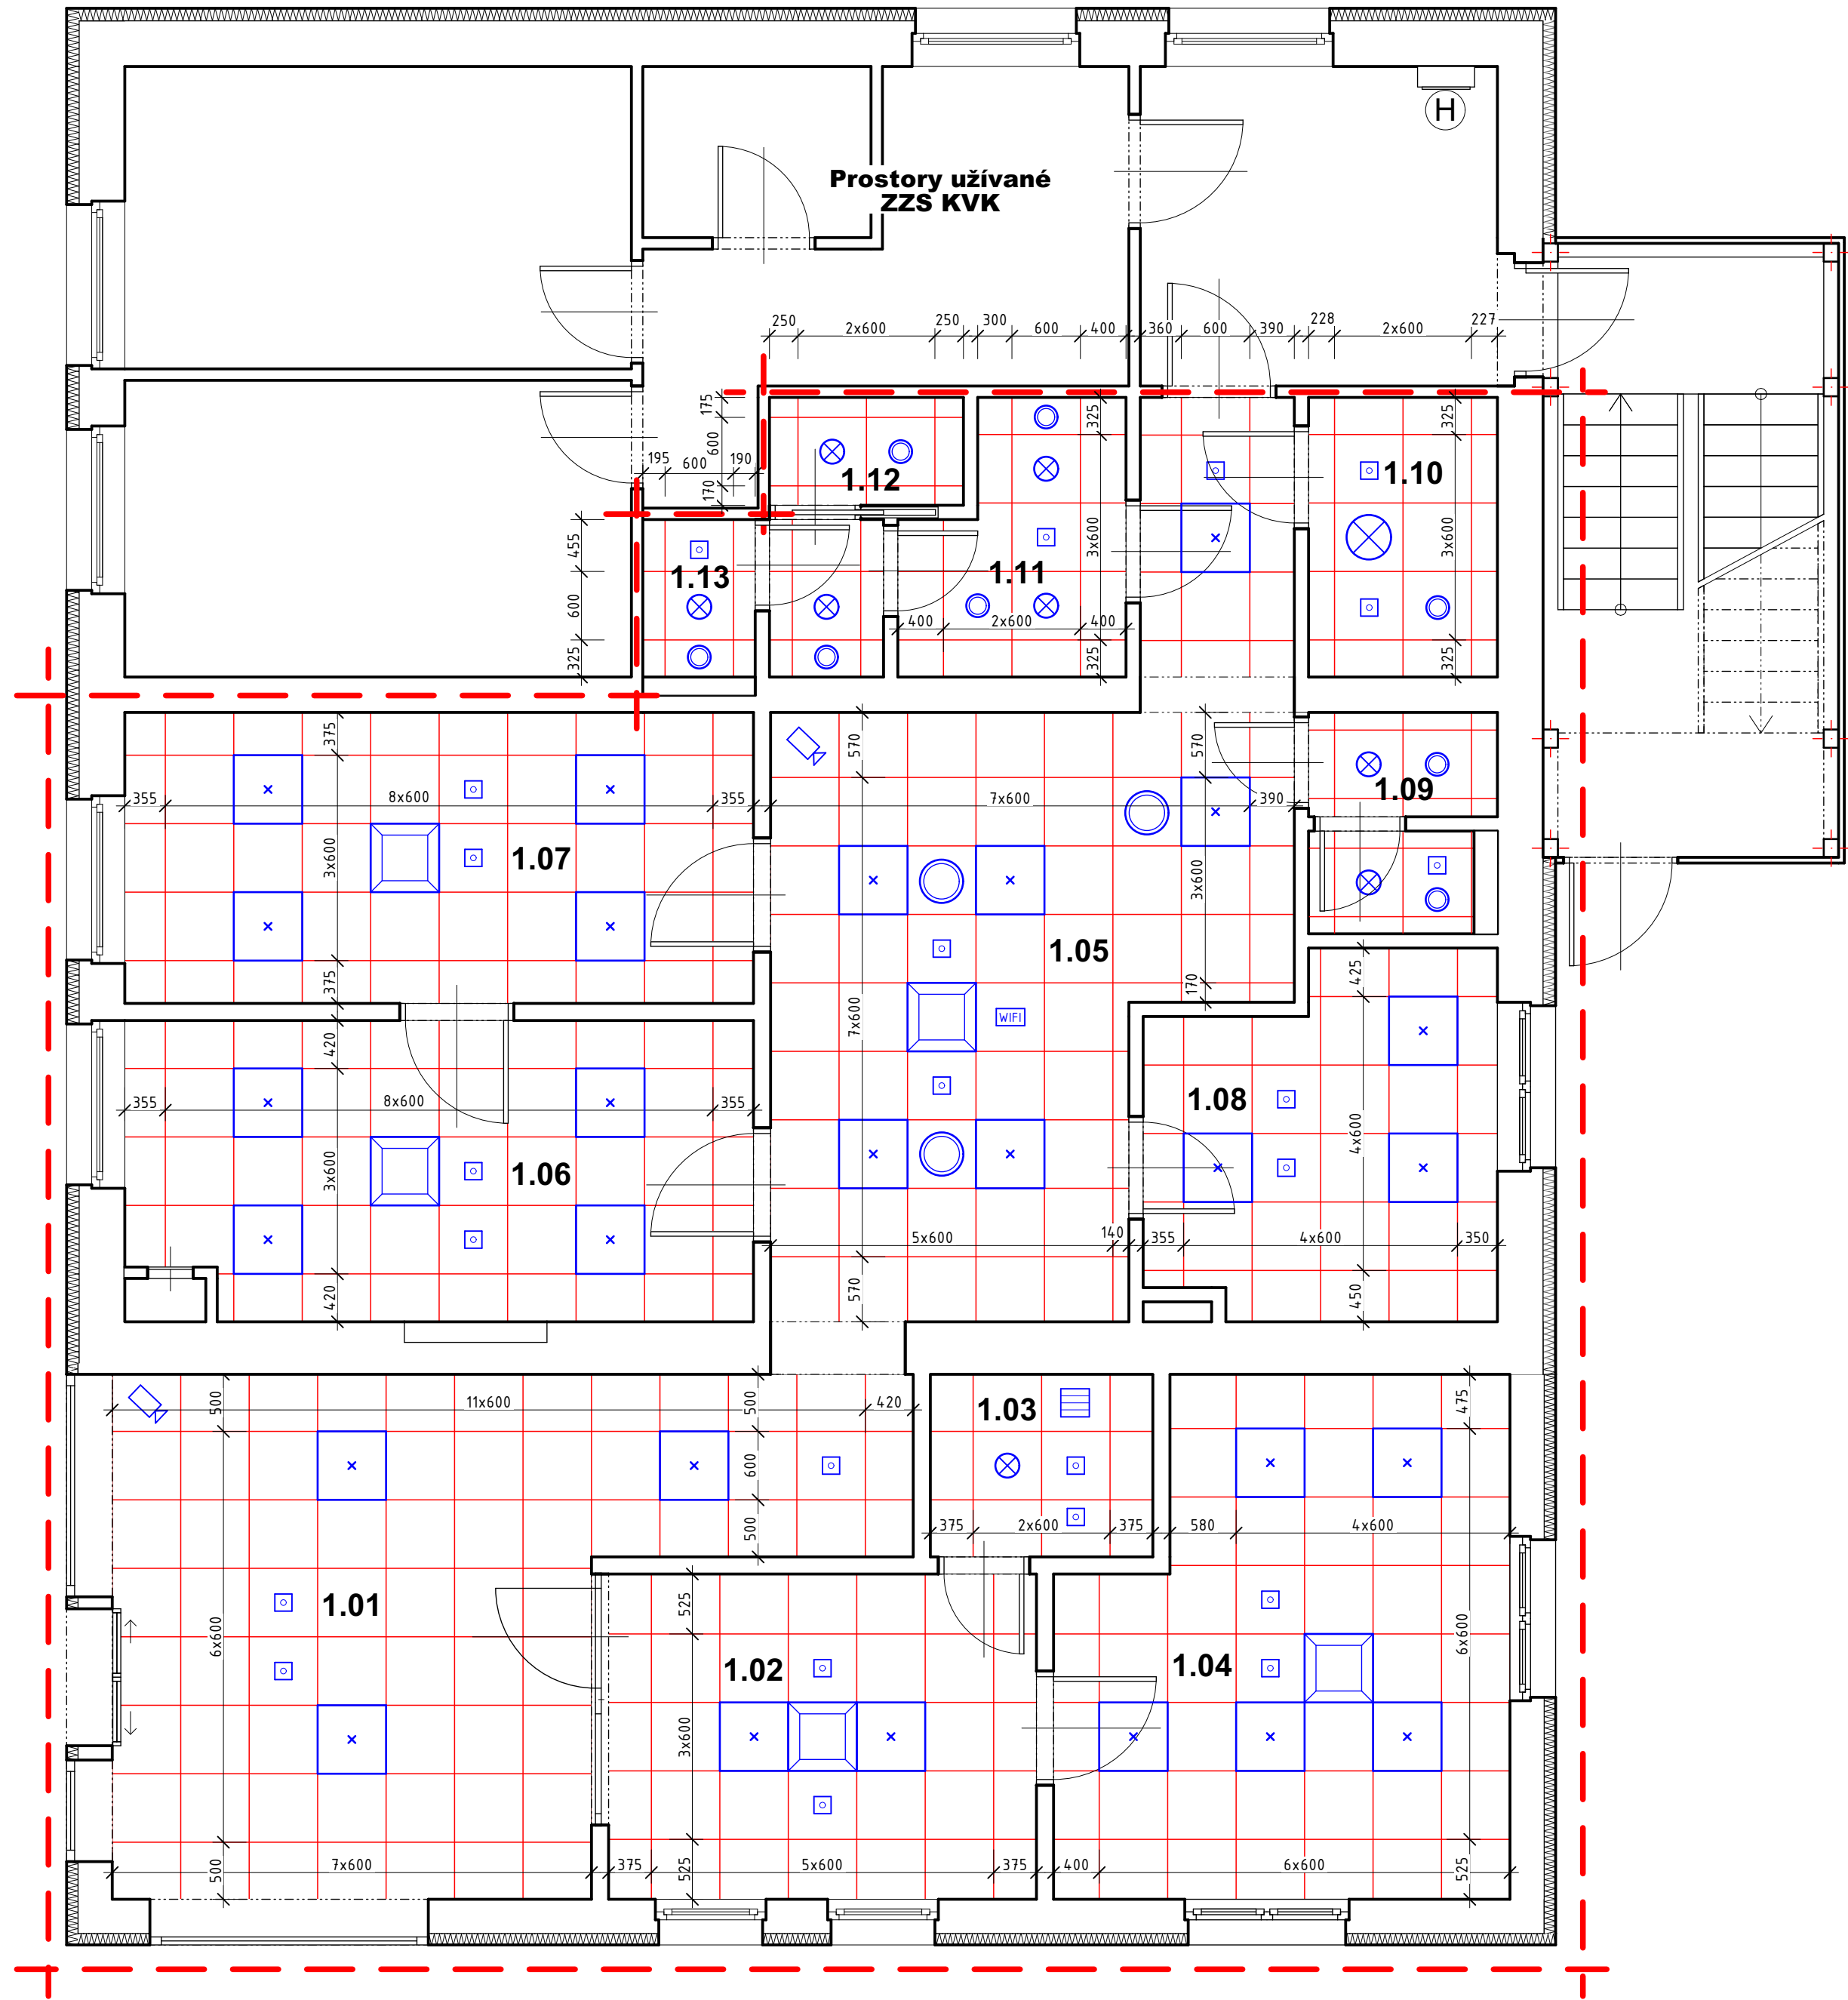 H
Prostory užívané
ZZS KVK
250
2x600
250
300
600
400
360
600
390
228
2x600
227
175
600
170
195
600
190
325
3x600
325
325
3x600
325
1.12
1.10
1.11
1.13
455
600
325
400
2x600
400
375
355
8x600
355
3x600
375
1.07
570
7x600
570
390
3x600
170
1.09
1.05
WIFI
7x600
570
420
355
8x600
355
3x600
420
1.06
425
1.08
4x600
450
5x600
140
355
4x600
350
500
11x600
500
420
600
500
1.03
375
2x600
375
475
580
4x600
1.01
6x600
500
7x600
1.02
525
3x600
525
375
5x600
375
1.04
6x600
525
400
6x600